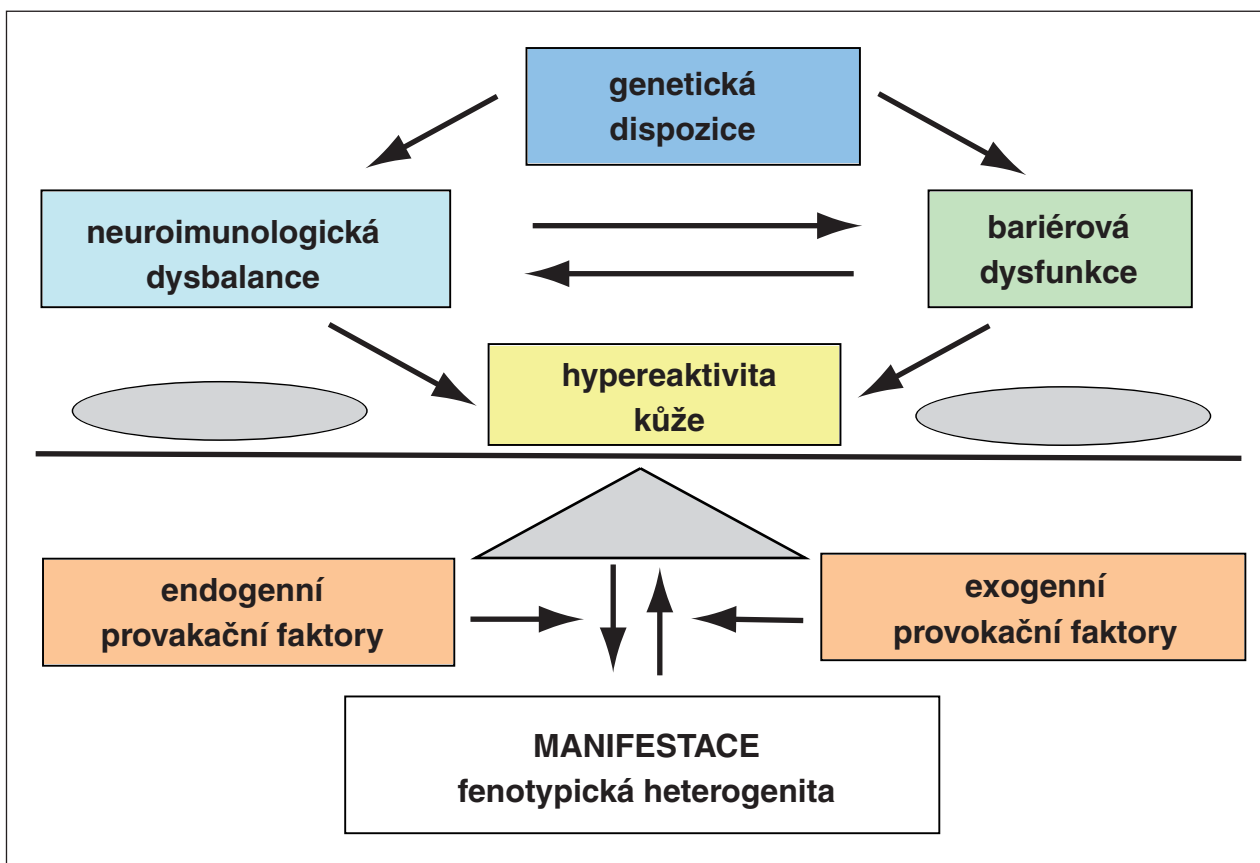 genetická
dispozice
neuroimunologická
dysbalance
bariérová
dysfunkce
hypereaktivita
kůže
endogenní
provakační faktory
exogenní
provokační faktory
MANIFESTACE
fenotypická heterogenita